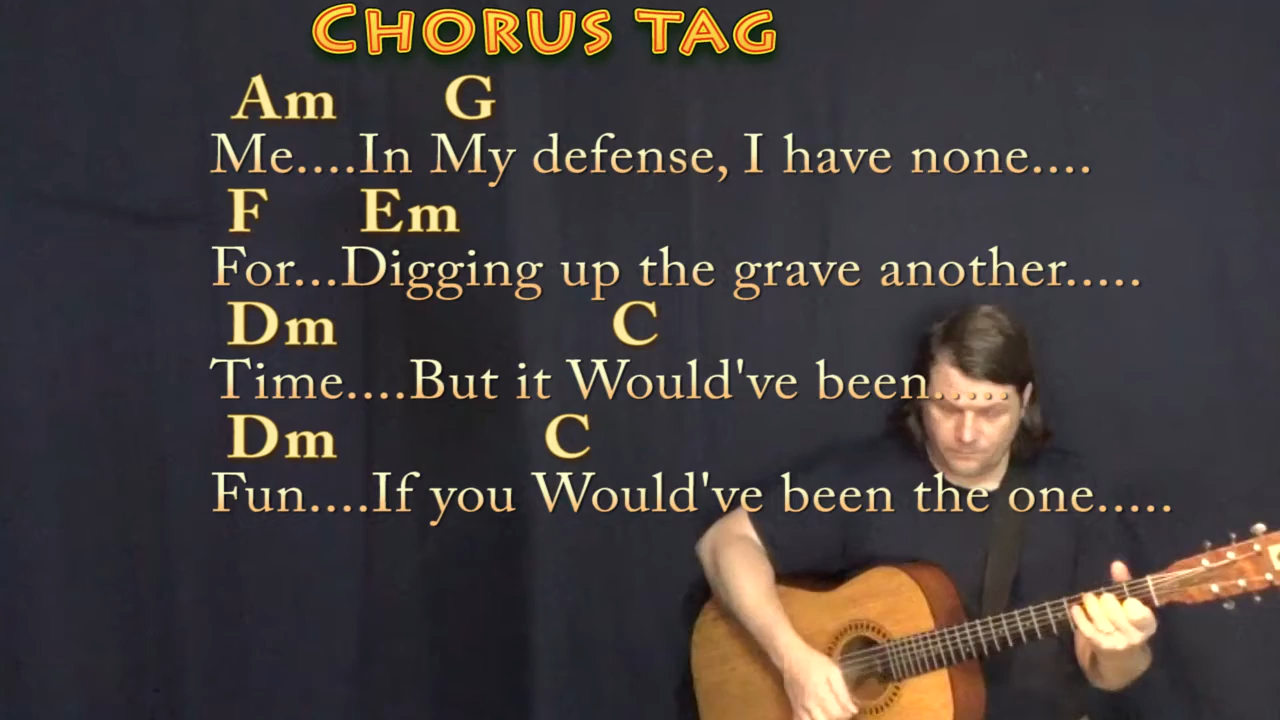 CHORUS TAG
Am G
Me....In My defense, I have none....
F Em
For...Digging up the grave another.....
Dm C
Time....But it Would've been.....
Dm C
Fun....If you Would've been the one.....